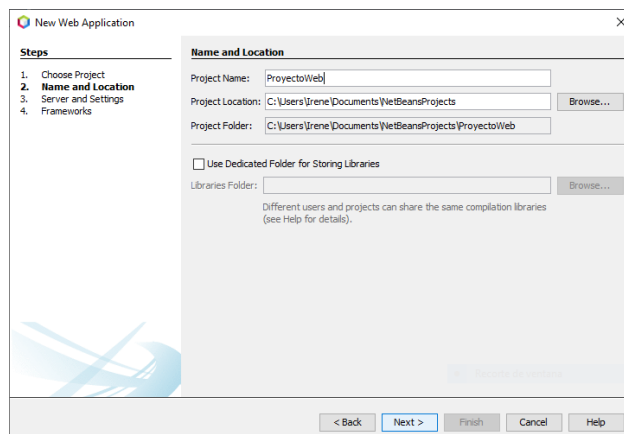 New Web Application
Steps
1. Choose Project
2. Name and Location
3. Server and Settings
4. Frameworks
Name and Location
Project Name: ProyectoWeb
Project Location: C:\Users\Irene\Documents\NetBeansProjects Browse...
Project Folder: C:\Users\Irene\Documents\NetBeansProjects\ProyectoWeb
Use Dedicated Folder for Storing Libraries
Libraries Folder: Browse...
Different users and projects can share the same compilation libraries
(see Help for details).
< Back Next > Finish Cancel Help